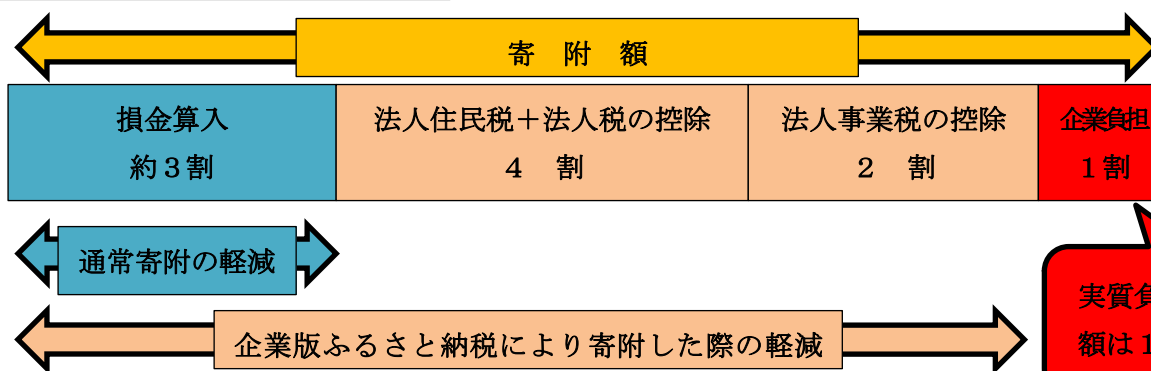 寄　附　額
損金算入
約３割
法人住民税＋法人税の控除
４　割
法人事業税の控除
２　割
企業負担
１割
通常寄附の軽減
企業版ふるさと納税により寄附した際の軽減
実質負
額は１